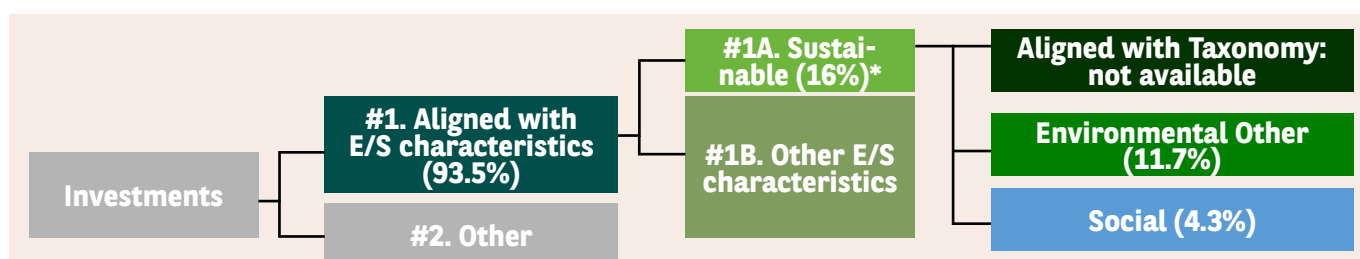 Investments
#1. Aligned with
E/S characteristics
(93.5%)
#2. Other
#1A. Sustai-
nable (16%)*
#1B. Other E/S
characteristics
Aligned with Taxonomy:
not available
Environmental Other
(11.7%)
Social (4.3%)